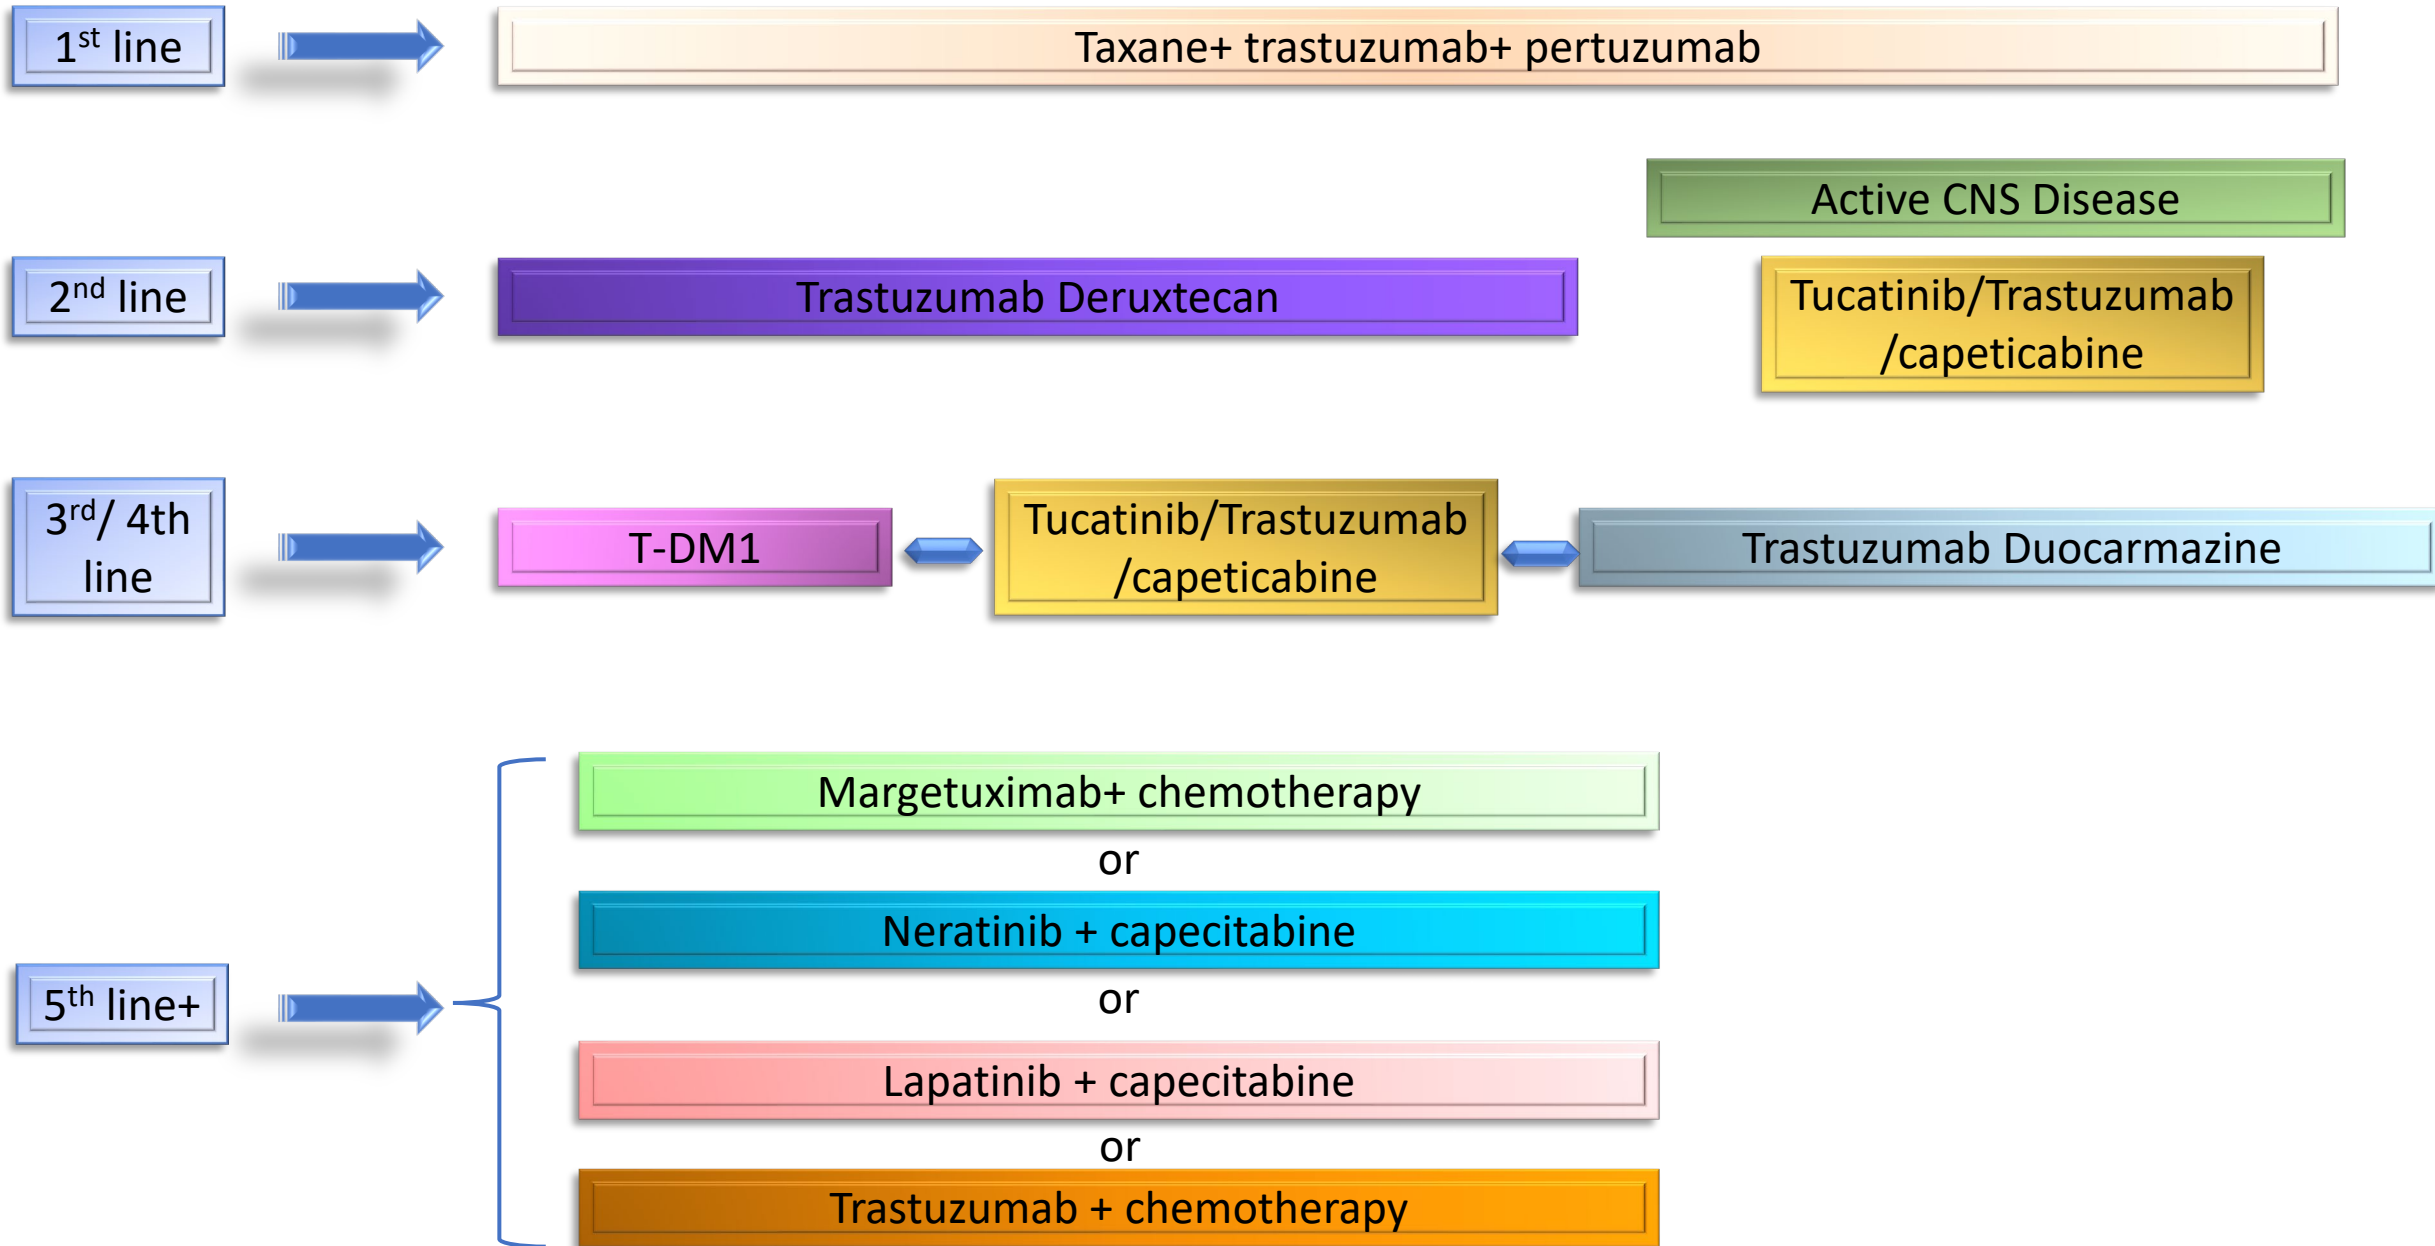 1st line
Taxane+ trastuzumab+ pertuzumab
Active CNS Disease
2nd line
Trastuzumab Deruxtecan
Tucatinib/Trastuzumab
/capeticabine
3rd/ 4th
line
T-DM1
Tucatinib/Trastuzumab
/capeticabine
Trastuzumab Duocarmazine
5th line+
Margetuximab+ chemotherapy
or
Neratinib + capecitabine
or
Lapatinib + capecitabine
or
Trastuzumab + chemotherapy